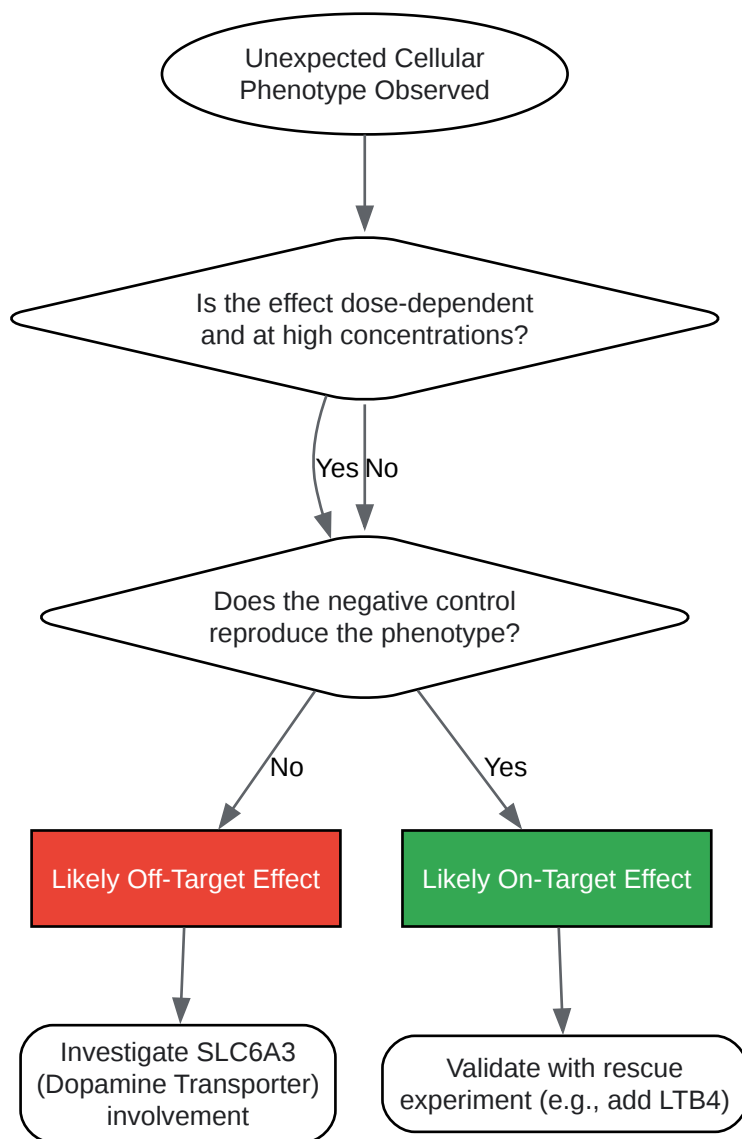 Unexpected Cellular
Phenotype Observed
Is the effect dose-dependent
and at high concentrations?
Yes
No
Does the negative control
reproduce the phenotype?
No
Yes
Likely Off-Target Effect
Likely On-Target Effect
Investigate SLC6A3
(Dopamine Transporter)
involvement
Validate with rescue
experiment (e.g., add LTB4)